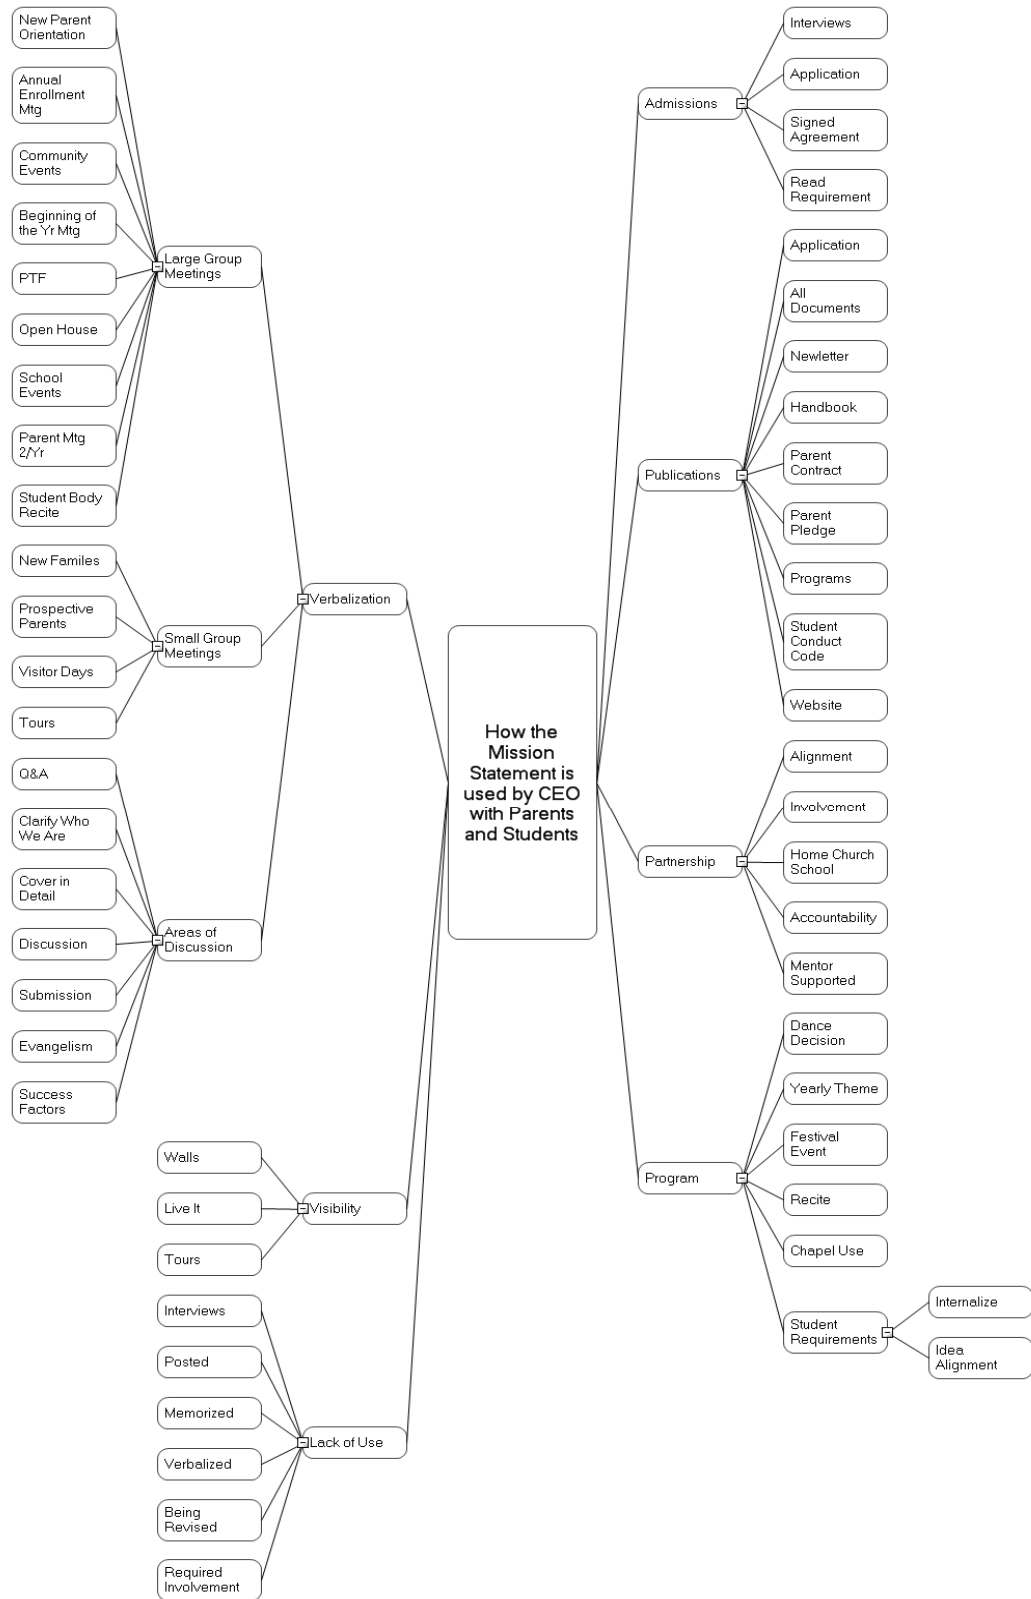 New Parent
Orientation
Annual
Enrollment
Mtg
Community
Events
Beginning of
the Yr Mtg
PTF
Open House
School
Events
Parent Mtg
2/Yr
Student Body
Recite
Large Group
Meetings
New Familes
Prospective
Parents
Visitor Days
Tours
Small Group
Meetings
Q&A
Clarify Who
We Are
Cover in
Detail
Discussion
Submission
Evangelism
Success
Factors
Areas of
Discussion
Verbalization
Walls
Live It
Tours
Visibility
Interviews
Posted
Memorized
Verbalized
Being
Revised
Required
Involvement
Lack of Use
How the
Mission
Statement is
used by CEO
with Parents
and Students
Admissions
Interviews
Application
Signed
Agreement
Read
Requirement
Publications
Application
All
Documents
Newletter
Handbook
Parent
Contract
Parent
Pledge
Programs
Student
Conduct
Code
Website
Partnership
Alignment
Involvement
Home Church
School
Accountability
Mentor
Supported
Program
Dance
Decision
Yearly Theme
Festival
Event
Recite
Chapel Use
Student
Requirements
Internalize
Idea
Alignment